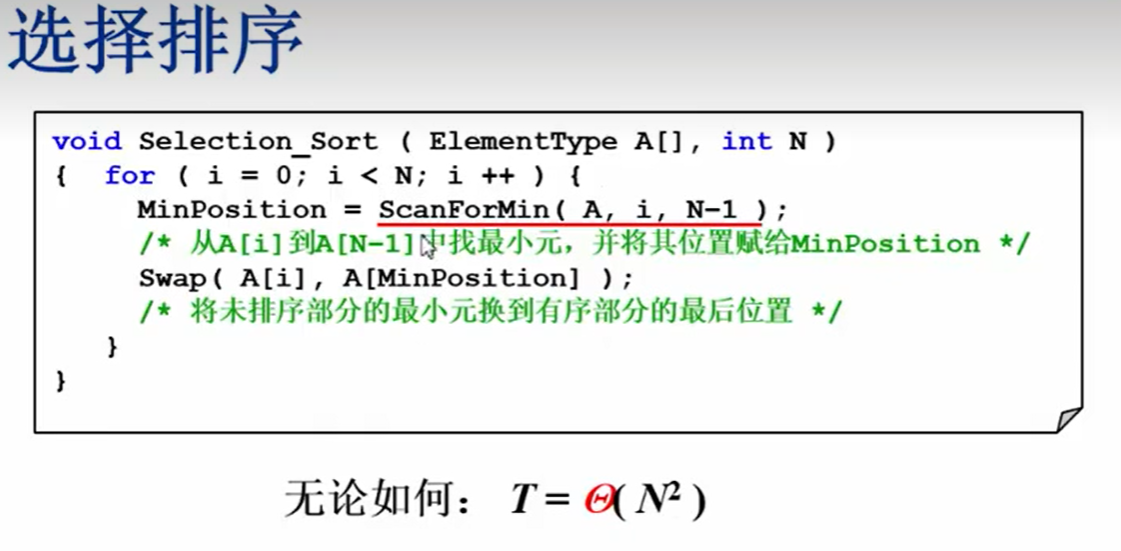 选择排序
void Selection_Sort ( ElementType A[], int N )
{ for ( i = 0; i < N; i ++ ) {
MinPosition = ScanForMin( A, i, N–1 );
/* 从A[i]到A[N–1]中找最小元，并将其位置赋给MinPosition */
Swap( A[i], A[MinPosition] );
/* 将未排序部分的最小元换到有序部分的最后位置 */
}
}
无论如何： T = Θ( N² )